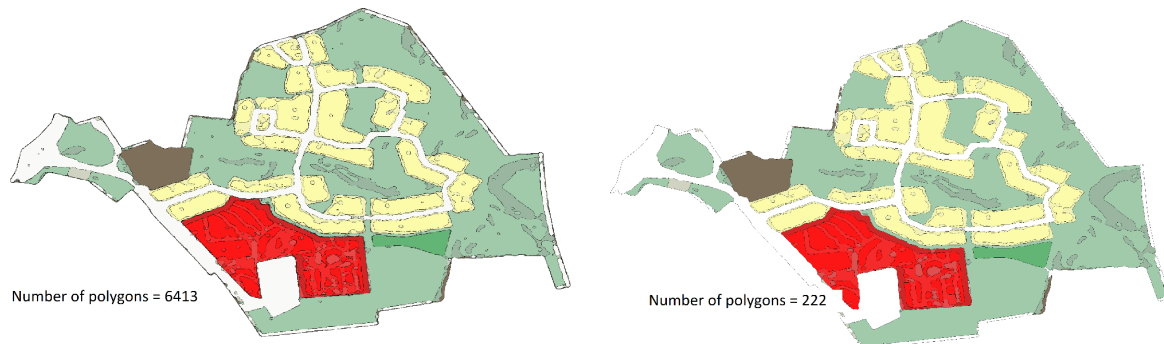 Number of polygons = 6413
Number of polygons = 222